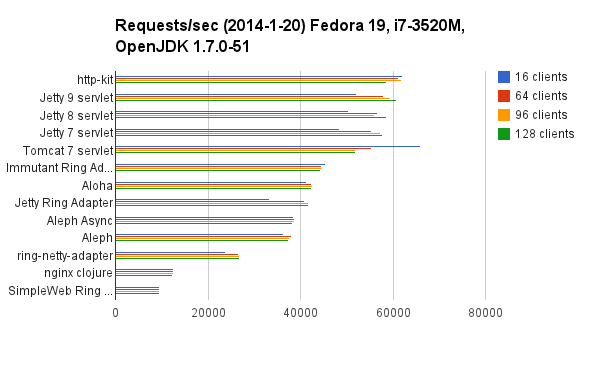 Requests/sec (2014-1-20) Fedora 19, i7-3520M,
OpenJDK 1.7.0-51
http-kit
Jetty 9 servlet
Jetty 8 servlet
Jetty 7 servlet
Tomcat 7 servlet
Immutant Ring Ad...
Aloha
Jetty Ring Adapter
Aleph Async
Aleph
ring-netty-adapter
nginx clojure
SimpleWeb Ring ...
0 20000 40000 60000 80000
16 clients
64 clients
96 clients
128 clients